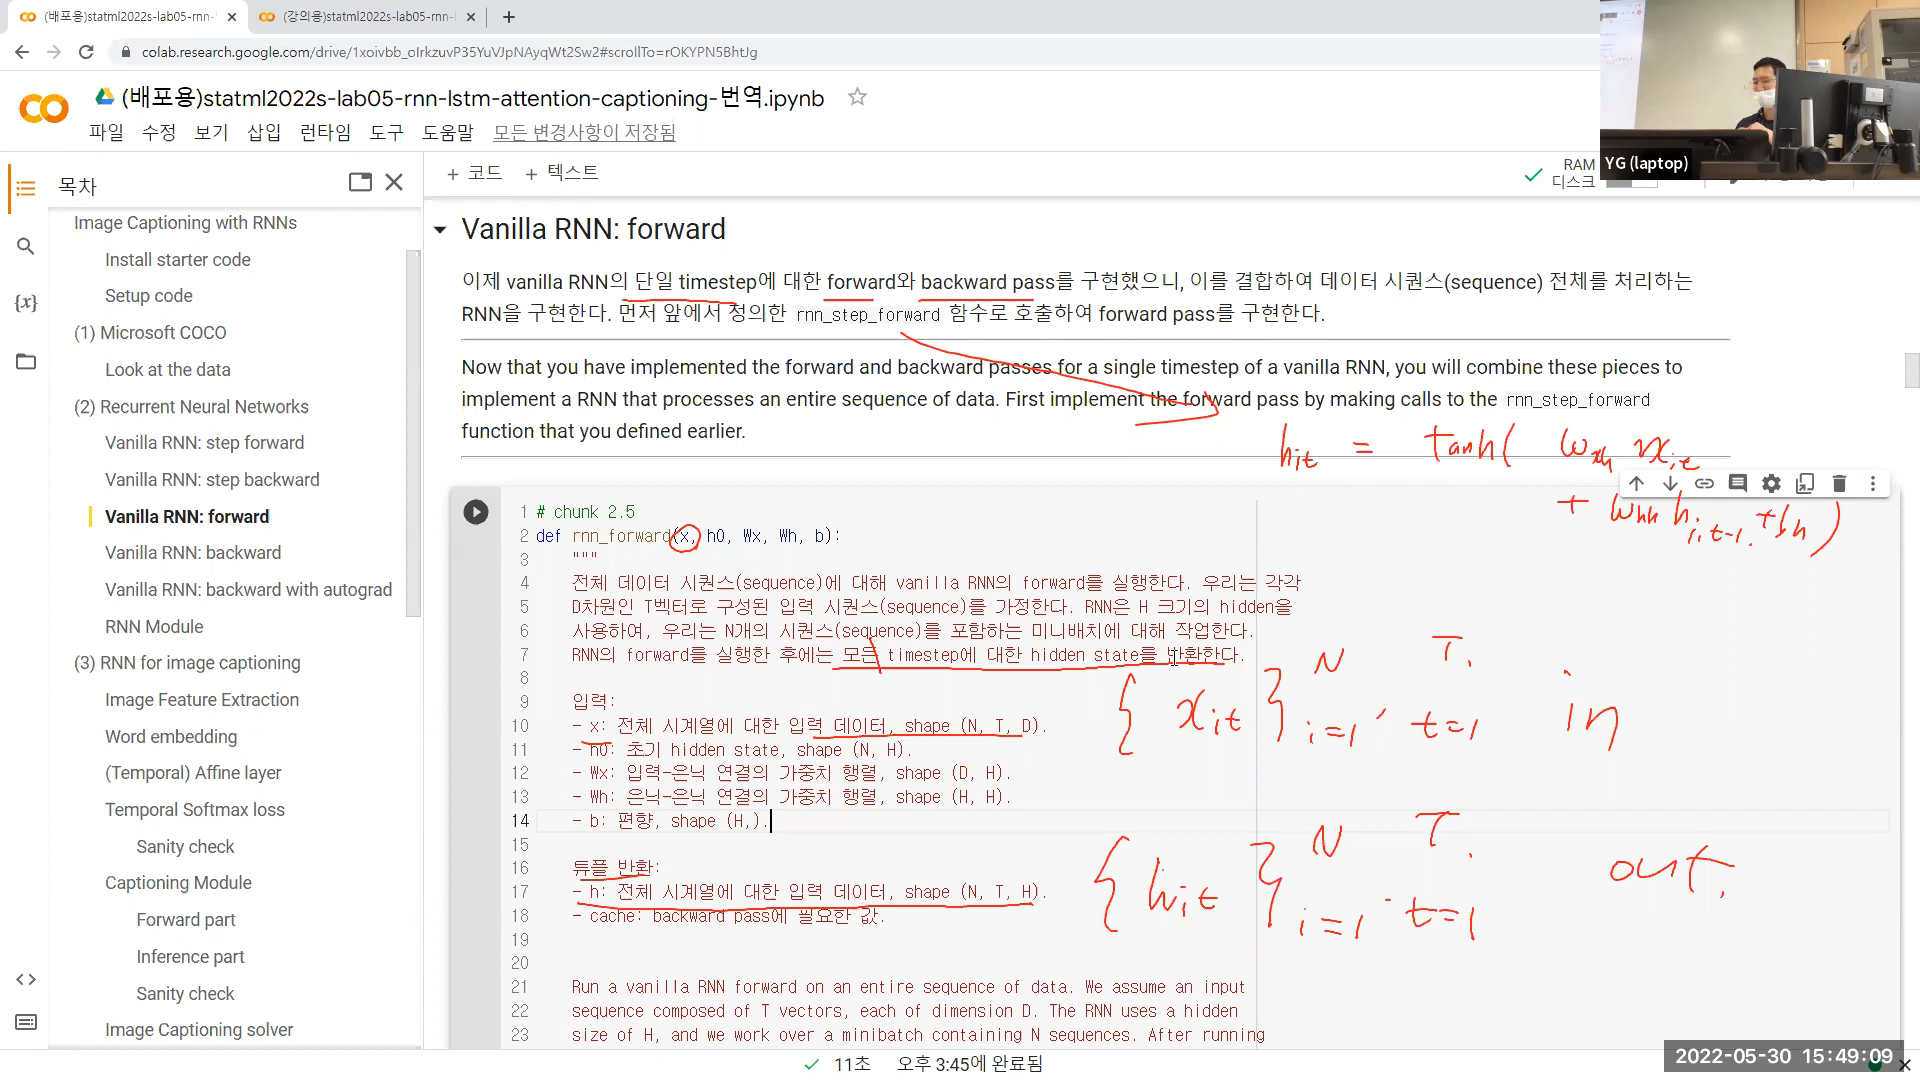 (배포용)statml2022s-lab05-rnn-
(강의용)statml2022s-lab05-rnn-l
colab.research.google.com/drive/1xoivbb_oIrkzuvP35YuVJpNAyqWt2Sw2#scrollTo=rOKYPN5BhtJg
(배포용)statml2022s-lab05-rnn-lstm-attention-captioning-번역.ipynb
파일 수정 보기 삽입 런타임 도구 도움말 모든 변경사항이 저장됨
YG (laptop)
목차
+ 코드 + 텍스트
RAM
디스크
Image Captioning with RNNs
Install starter code
Setup code
(1) Microsoft COCO
Look at the data
(2) Recurrent Neural Networks
Vanilla RNN: step forward
Vanilla RNN: step backward
Vanilla RNN: forward
Vanilla RNN: backward
Vanilla RNN: backward with autograd
RNN Module
(3) RNN for image captioning
Image Feature Extraction
Word embedding
(Temporal) Affine layer
Temporal Softmax loss
Sanity check
Captioning Module
Forward part
Inference part
Sanity check
Image Captioning solver
Vanilla RNN: forward
이제 vanilla RNN의 단일 timestep에 대한 forward와 backward pass를 구현했으니, 이를 결합하여 데이터 시퀀스(sequence) 전체를 처리하는
RNN을 구현한다. 먼저 앞에서 정의한 rnn_step_forward 함수로 호출하여 forward pass를 구현한다.
Now that you have implemented the forward and backward passes for a single timestep of a vanilla RNN, you will combine these pieces to
implement a RNN that processes an entire sequence of data. First implement the forward pass by making calls to the rnn_step_forward
function that you defined earlier.
h_it = tanh( W_xh x_it
+ W_hh h_i,t-1 + b_h )
1 # chunk 2.5
2 def rnn_forward(x, h0, Wx, Wh, b):
3 """
4 전체 데이터 시퀀스(sequence)에 대해 vanilla RNN의 forward를 실행한다. 우리는 각각
5 D차원인 T벡터로 구성된 입력 시퀀스(sequence)를 가정한다. RNN은 H 크기의 hidden을
6 사용하여, 우리는 N개의 시퀀스(sequence)를 포함하는 미니배치에 대해 작업한다.
7 RNN의 forward를 실행한 후에는 모든 timestep에 대한 hidden state를 반환한다.
8
9 입력:
10 - x: 전체 시계열에 대한 입력 데이터, shape (N, T, D).
11 - h0: 초기 hidden state, shape (N, H).
12 - Wx: 입력-은닉 연결의 가중치 행렬, shape (D, H).
13 - Wh: 은닉-은닉 연결의 가중치 행렬, shape (H, H).
14 - b: 편향, shape (H,).
15
16 튜플 반환:
17 - h: 전체 시계열에 대한 입력 데이터, shape (N, T, H).
18 - cache: backward pass에 필요한 값.
19
20
21 Run a vanilla RNN forward on an entire sequence of data. We assume an input
22 sequence composed of T vectors, each of dimension D. The RNN uses a hidden
23 size of H, and we work over a minibatch containing N sequences. After running
{ x_it } N i=1, T t=1 in
{ h_it } N i=1, T t=1 out.
11초 오후 3:45에 완료됨
2022-05-30 15:49:09